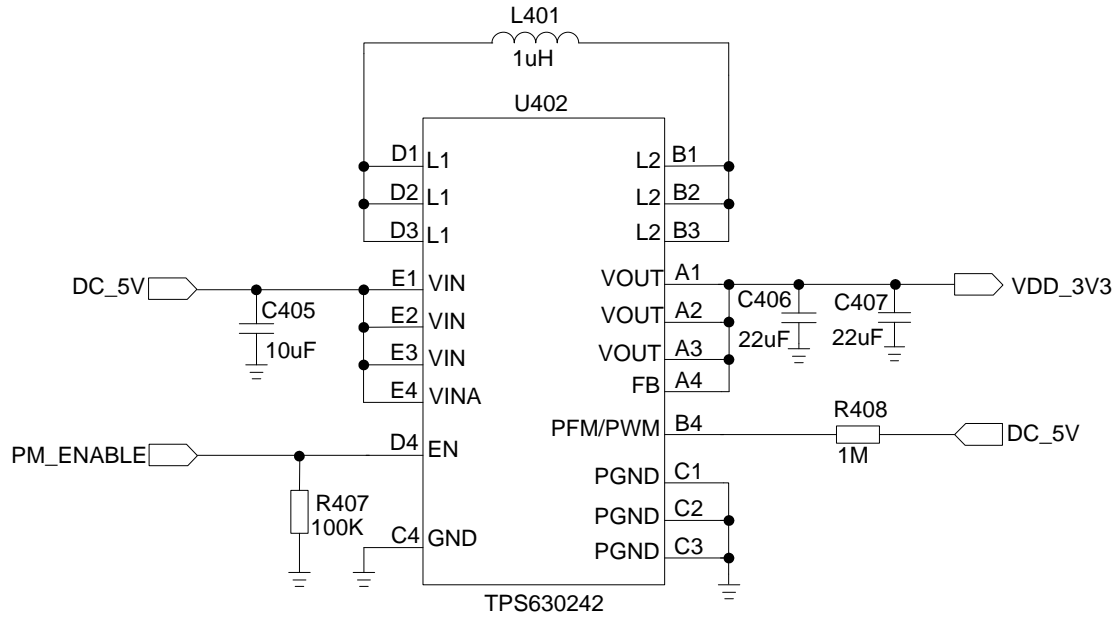 L401
1uH
U402
D1 L1 L2 B1
D2 L1 L2 B2
D3 L1 L2 B3
DC_5V E1 VIN VOUT A1 VDD_3V3
C405 C406 C407
E2 VIN VOUT A2
10uF 22uF 22uF
E3 VIN VOUT A3
E4 VINA FB A4
R408
PFM/PWM B4 DC_5V
1M
PM_ENABLE D4 EN
PGND C1
R407
100K
PGND C2
C4 GND PGND C3
TPS630242